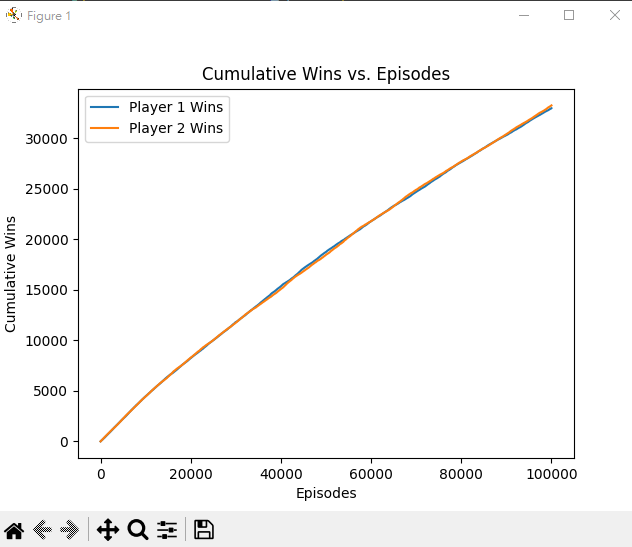 Figure 1
Cumulative Wins vs. Episodes
Player 1 Wins
Player 2 Wins
Cumulative Wins
30000
25000
20000
15000
10000
5000
0
0 20000 40000 60000 80000 100000
Episodes